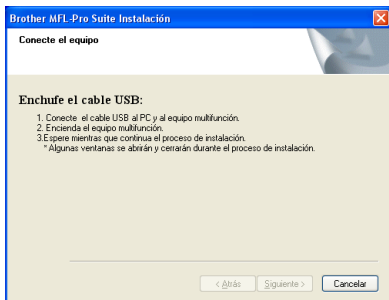 Brother MFL-Pro Suite Instalación
Conecte el equipo
Enchufe el cable USB:
1. Conecte el cable USB al PC y al equipo multifunción.
2. Encienda el equipo multifunción.
3.Espere mientras que continua el proceso de instalación.
* Algunas ventanas se abrirán y cerrarán durante el proceso de instalación.
< Atrás
Siguiente >
Cancelar